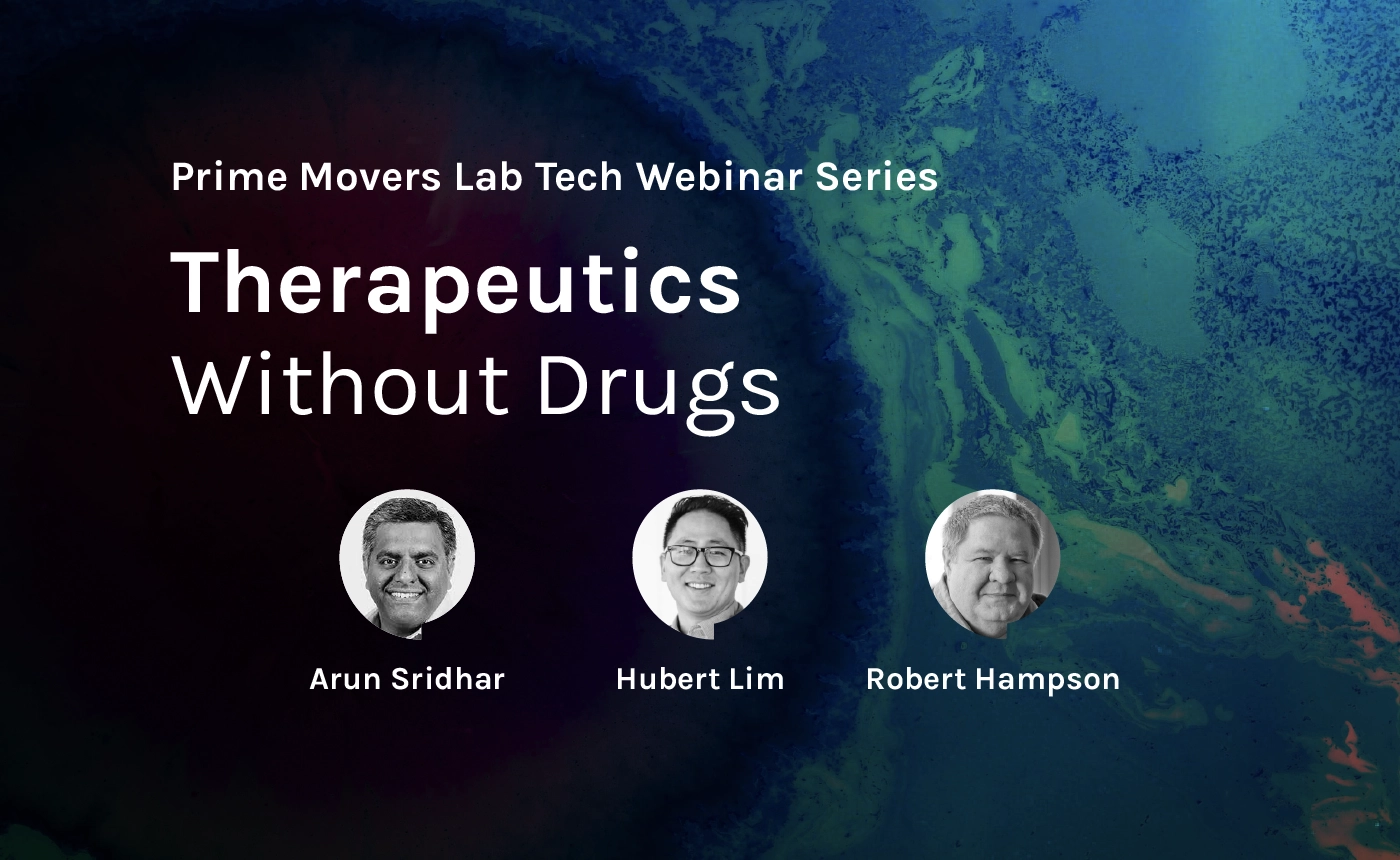 Prime Movers Lab Tech Webinar Series
Therapeutics
Without Drugs
Arun Sridhar
Hubert Lim
Robert Hampson